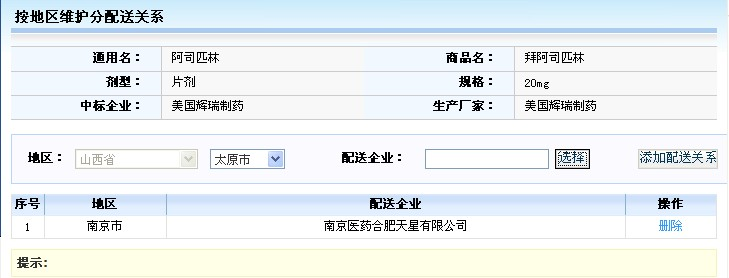 按地区维护分配送关系
通用名： 阿司匹林 商品名： 拜阿司匹林
剂型： 片剂 规格： 20mg
中标企业： 美国辉瑞制药 生产厂家： 美国辉瑞制药
地区： 山西省 太原市 配送企业： 选择 添加配送关系
序号 地区 配送企业 操作
1 南京市 南京医药合肥天星有限公司 删除
提示: